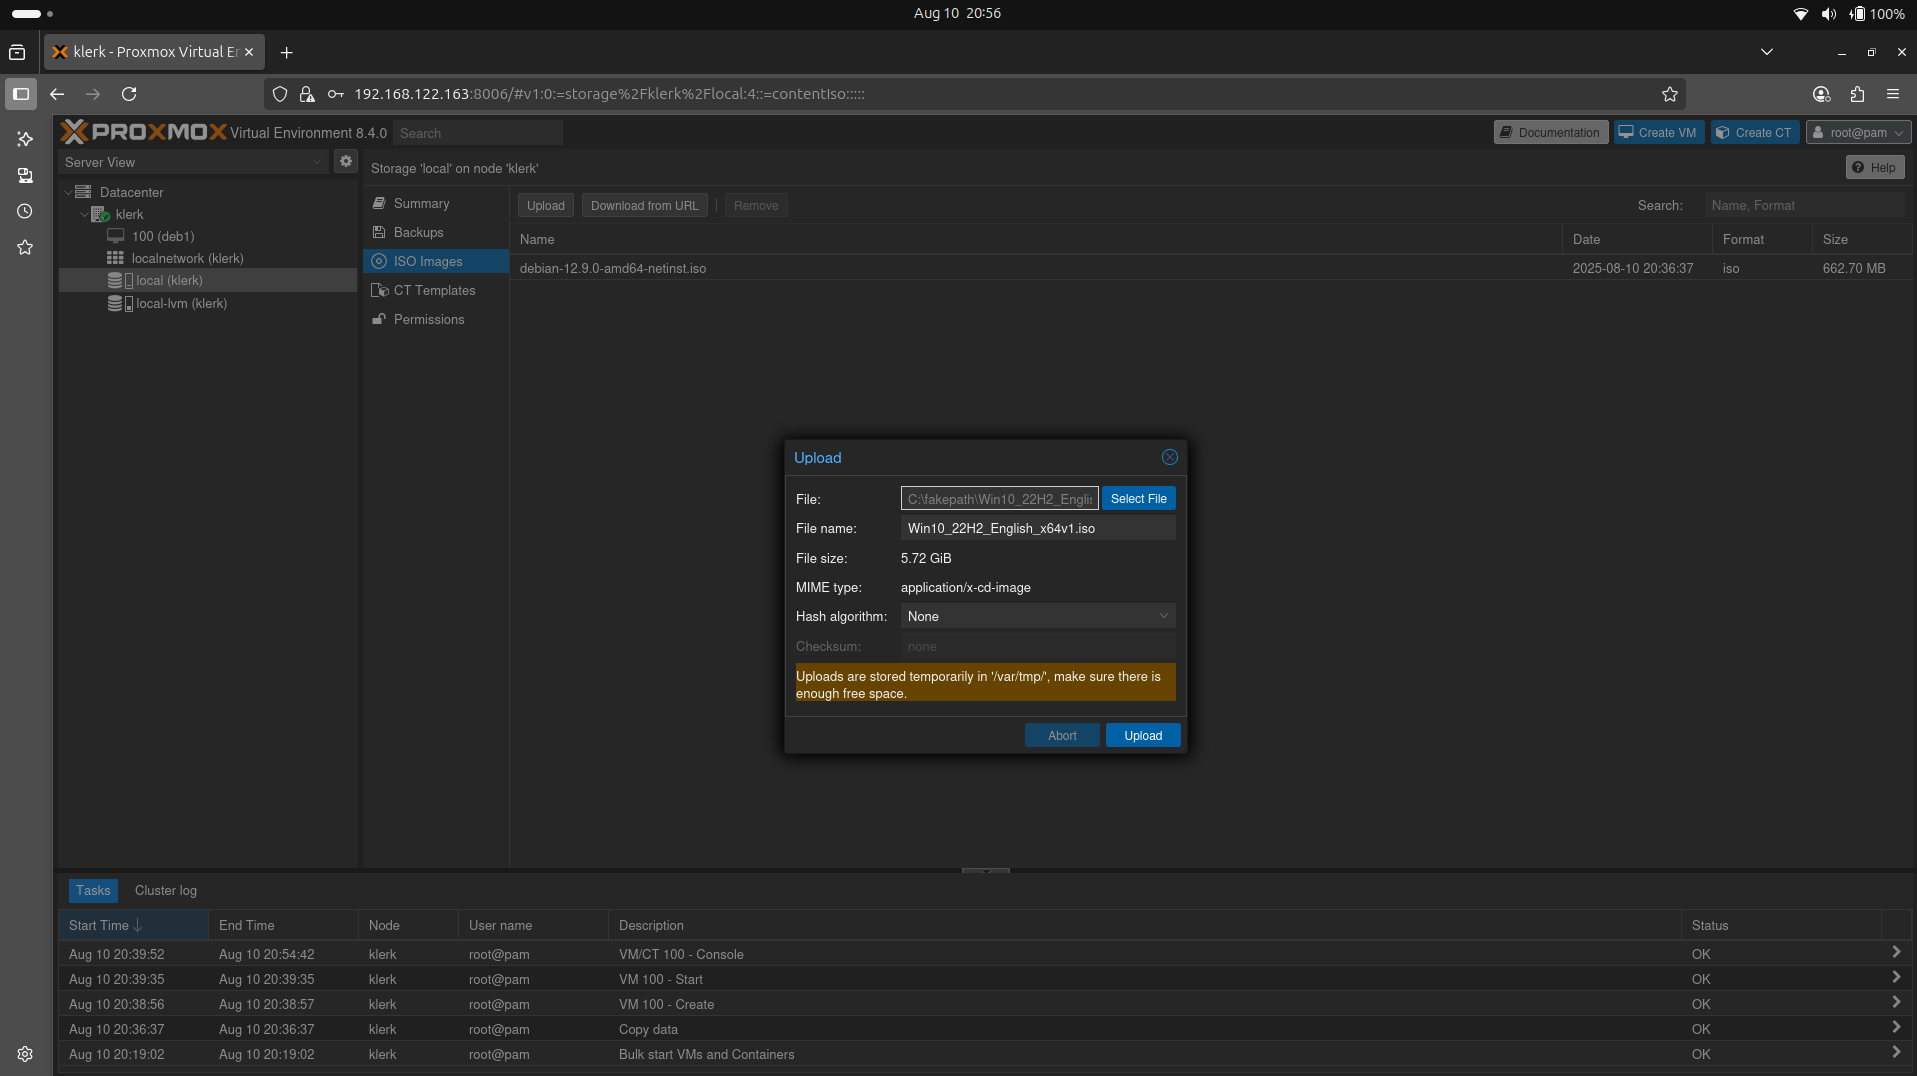 Aug 10 20:56
100%
klerk - Proxmox Virtual Er
192.168.122.163:8006/#v1:0:=storage%2Fklerk%2Flocal:4::=contentIso:::::
PROXMOX Virtual Environment 8.4.0
Search
Documentation
Create VM
Create CT
root@pam
Server View
Storage 'local' on node 'klerk'
Help
Datacenter
klerk
100 (deb1)
localnetwork (klerk)
local (klerk)
local-lvm (klerk)
Summary
Backups
ISO Images
CT Templates
Permissions
Upload
Download from URL
Remove
Search:
Name, Format
Name
Date
Format
Size
debian-12.9.0-amd64-netinst.iso
2025-08-10 20:36:37
iso
662.70 MB
Upload
File:
C:\fakepath\Win10_22H2_Englis
Select File
File name:
Win10_22H2_English_x64v1.iso
File size:
5.72 GiB
MIME type:
application/x-cd-image
Hash algorithm:
None
Checksum:
none
Uploads are stored temporarily in '/var/tmp/', make sure there is
enough free space.
Abort
Upload
Tasks
Cluster log
Start Time
End Time
Node
User name
Description
Status
Aug 10 20:39:52
Aug 10 20:54:42
klerk
root@pam
VM/CT 100 - Console
OK
Aug 10 20:39:35
Aug 10 20:39:35
klerk
root@pam
VM 100 - Start
OK
Aug 10 20:38:56
Aug 10 20:38:57
klerk
root@pam
VM 100 - Create
OK
Aug 10 20:36:37
Aug 10 20:36:37
klerk
root@pam
Copy data
OK
Aug 10 20:19:02
Aug 10 20:19:02
klerk
root@pam
Bulk start VMs and Containers
OK